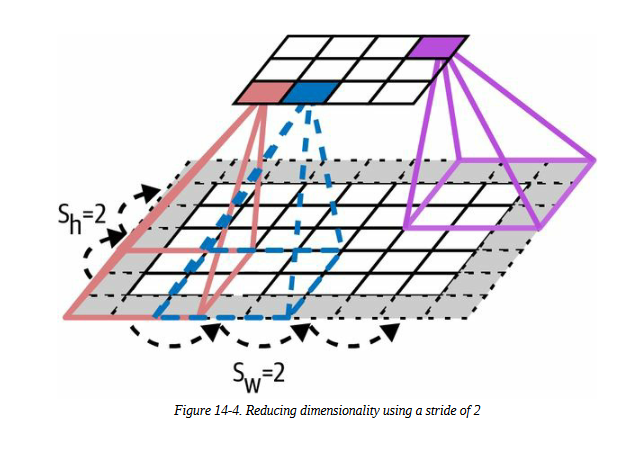 Sh=2
Sw=2
Figure 14-4. Reducing dimensionality using a stride of 2